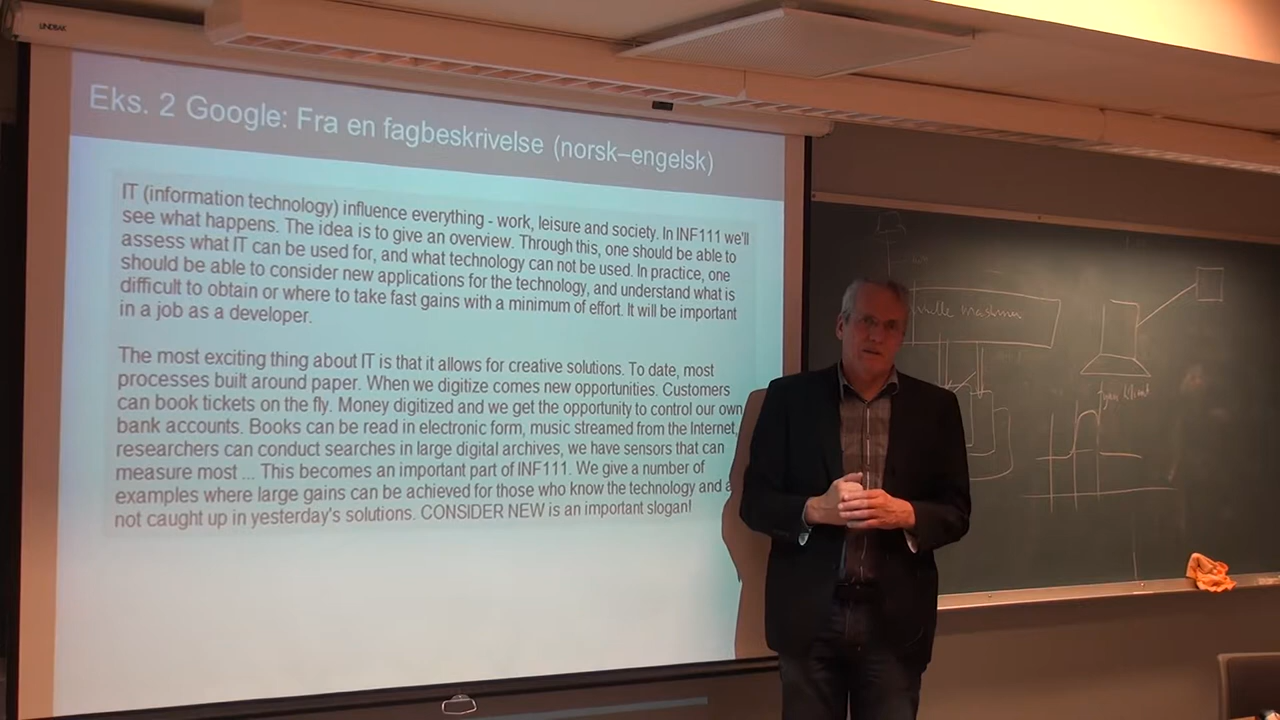 LINDBAK
Eks. 2 Google: Fra en fagbeskrivelse (norsk–engelsk)
IT (information technology) influence everything - work, leisure and society. In INF111 we'll
see what happens. The idea is to give an overview. Through this, one should be able to
assess what IT can be used for, and what technology can not be used. In practice, one
should be able to consider new applications for the technology, and understand what is
difficult to obtain or where to take fast gains with a minimum of effort. It will be important
in a job as a developer.
The most exciting thing about IT is that it allows for creative solutions. To date, most
processes built around paper. When we digitize comes new opportunities. Customers
can book tickets on the fly. Money digitized and we get the opportunity to control our own
bank accounts. Books can be read in electronic form, music streamed from the Internet,
researchers can conduct searches in large digital archives, we have sensors that can
measure most ... This becomes an important part of INF111. We give a number of
examples where large gains can be achieved for those who know the technology and
not caught up in yesterday's solutions. CONSIDER NEW is an important slogan!